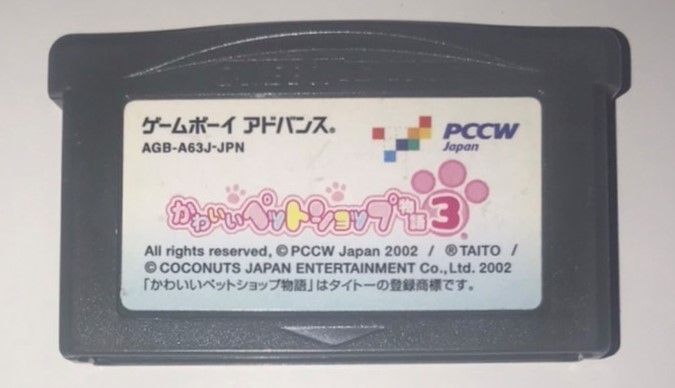 ゲームボーイ アドバンス®
AGB-A63J-JPN
PCCW
Japan
かわいいペットショップ物語3
All rights reserved, © PCCW Japan 2002 / ® TAITO /
© COCONUTS JAPAN ENTERTAINMENT Co., Ltd. 2002
「かわいいペットショップ物語」はタイトーの登録商標です。